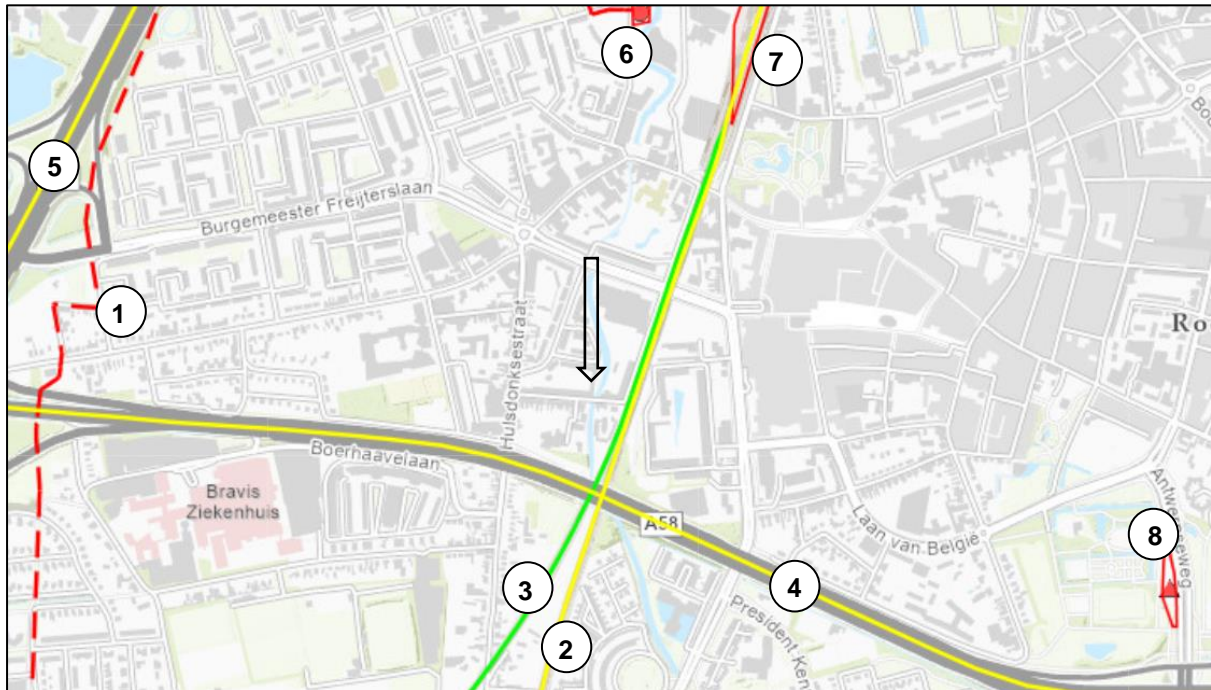 6
7
5
Burgemeester Freijterslaan
1
Hulsdonksestraat
Ro
Boerhaavelaan
Bravis
Ziekenhuis
A58
Laan van België
Antwerpseweg
8
3
4
2
President Ken